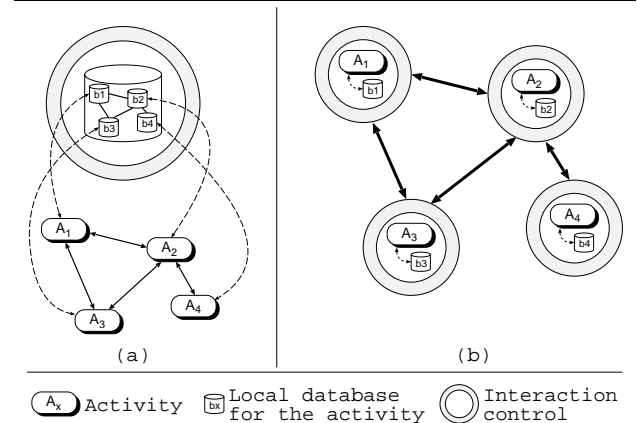 b1
b2
b3
b4
A1
A2
A3
A4
(a)
A1
b1
A2
b2
A3
b3
A4
b4
(b)
Ax Activity
bx Local database
for the activity
Interaction
control